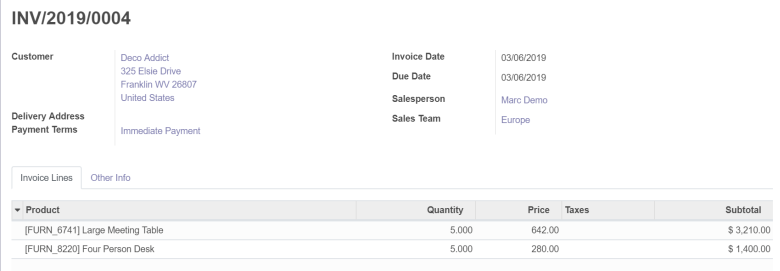 INV/2019/0004
Customer
Deco Addict
325 Elsie Drive
Franklin WV 26807
United States
Delivery Address
Payment Terms Immediate Payment
Invoice Date 03/06/2019
Due Date 03/06/2019
Salesperson Marc Demo
Sales Team Europe
Invoice Lines Other Info
Product Quantity Price Taxes Subtotal
[FURN_6741] Large Meeting Table 5.000 642.00 $ 3,210.00
[FURN_8220] Four Person Desk 5.000 280.00 $ 1,400.00